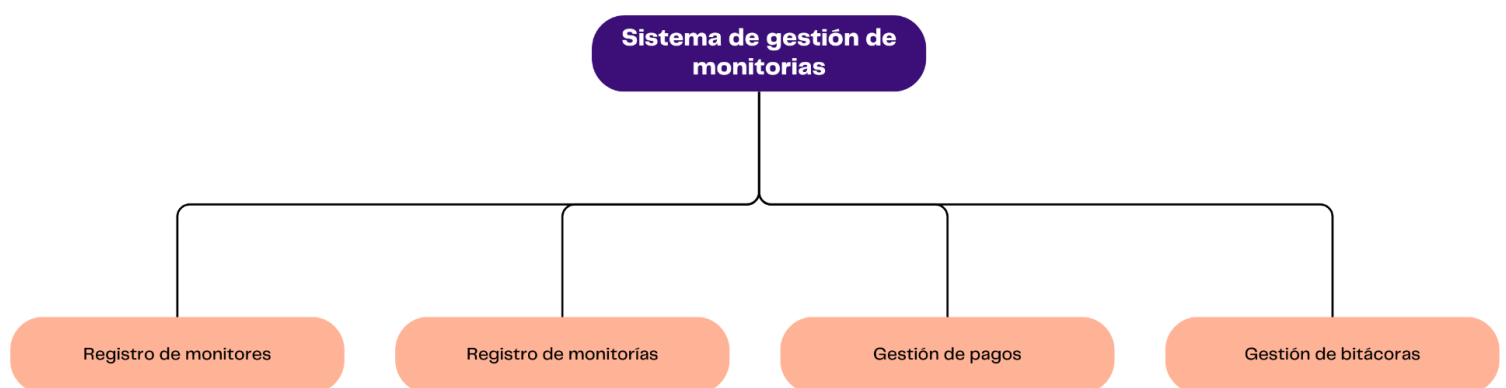 Sistema de gestión de
monitorias
Registro de monitores
Registro de monitorías
Gestión de pagos
Gestión de bitácoras